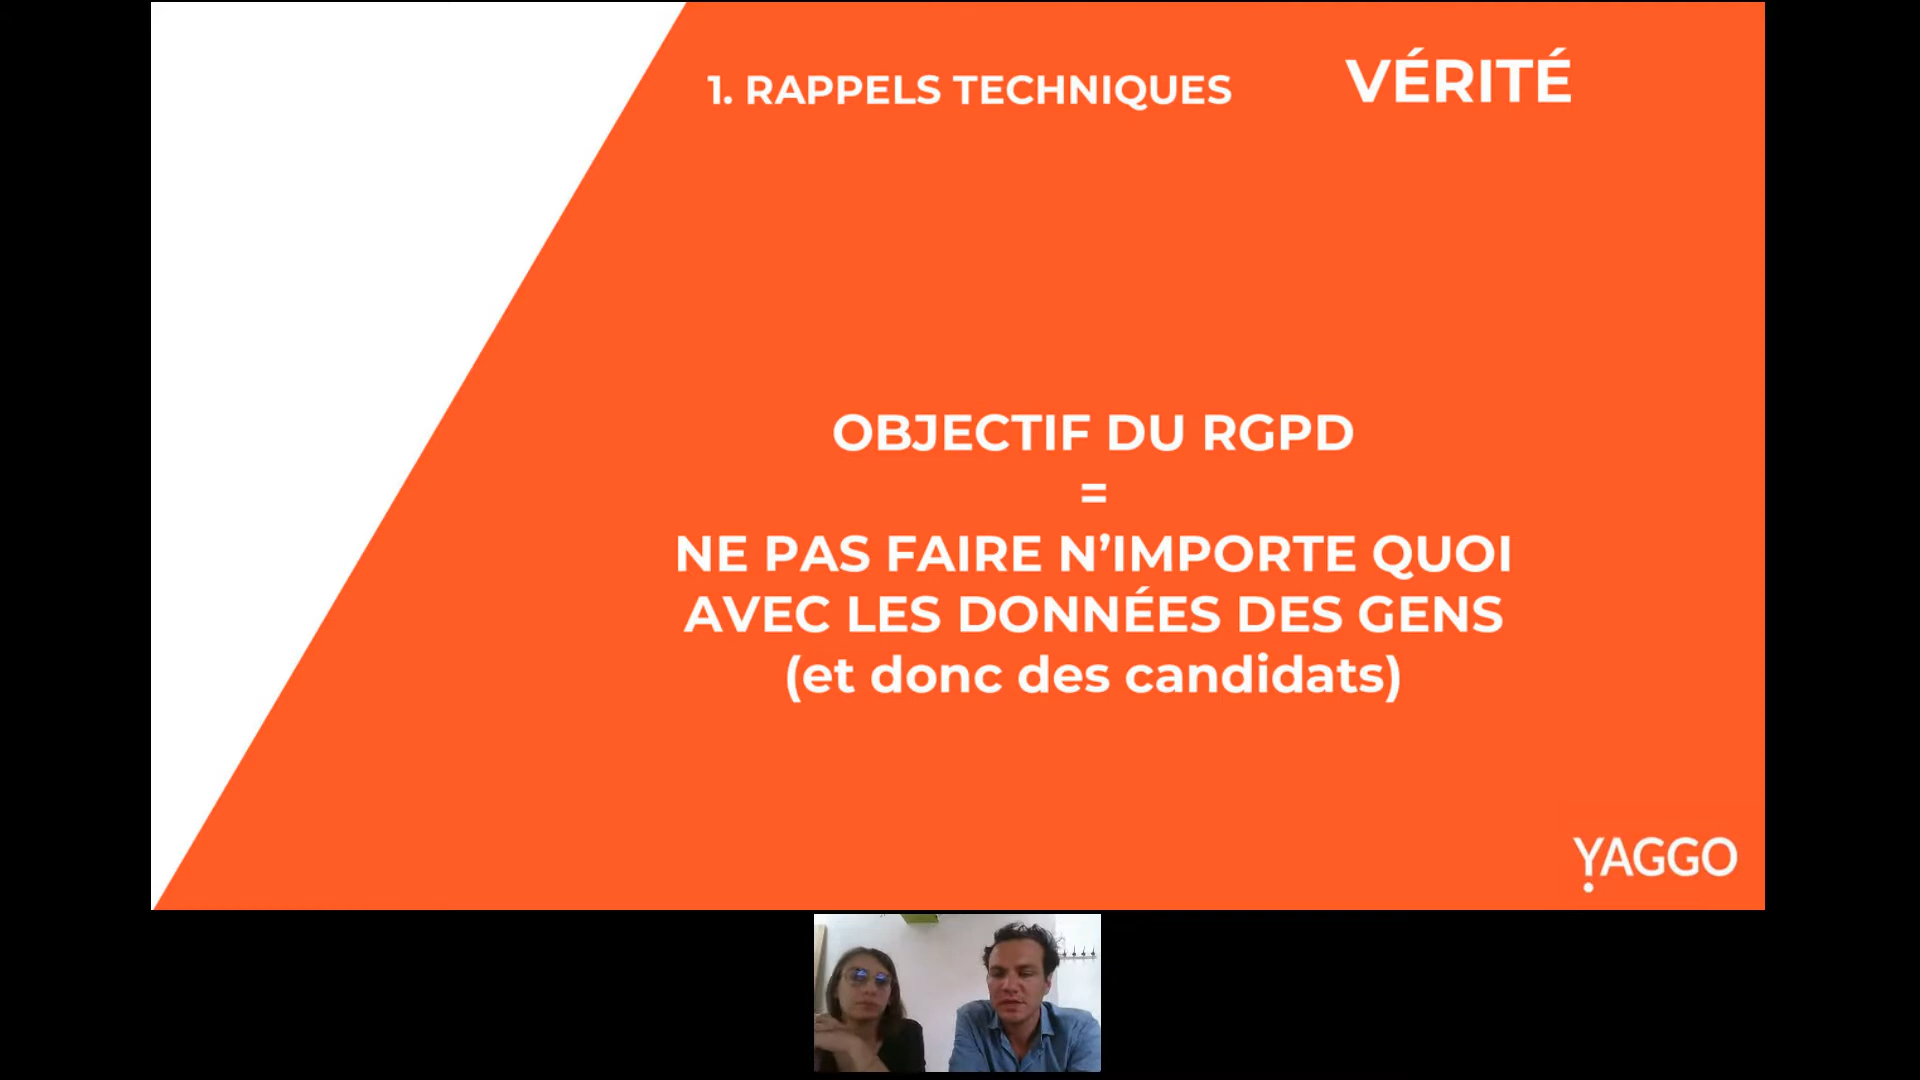 1. RAPPELS TECHNIQUES
VÉRITÉ
OBJECTIF DU RGPD
=
NE PAS FAIRE N’IMPORTE QUOI
AVEC LES DONNÉES DES GENS
(et donc des candidats)
YAGGO